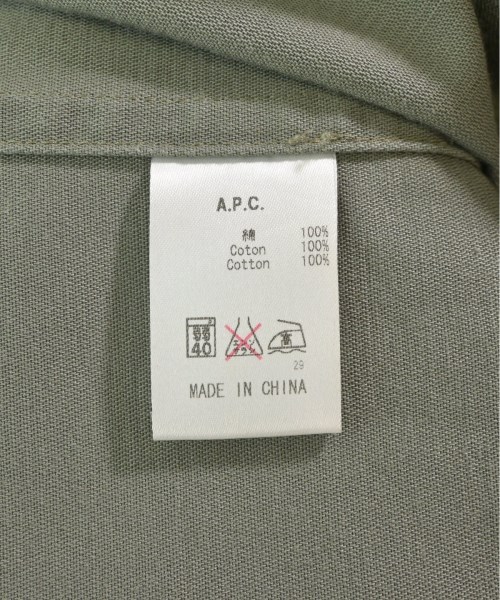 A.P.C.
綿 100%
Coton 100%
Cotton 100%
弱
40
エンソ
サラシ
高
29
MADE IN CHINA